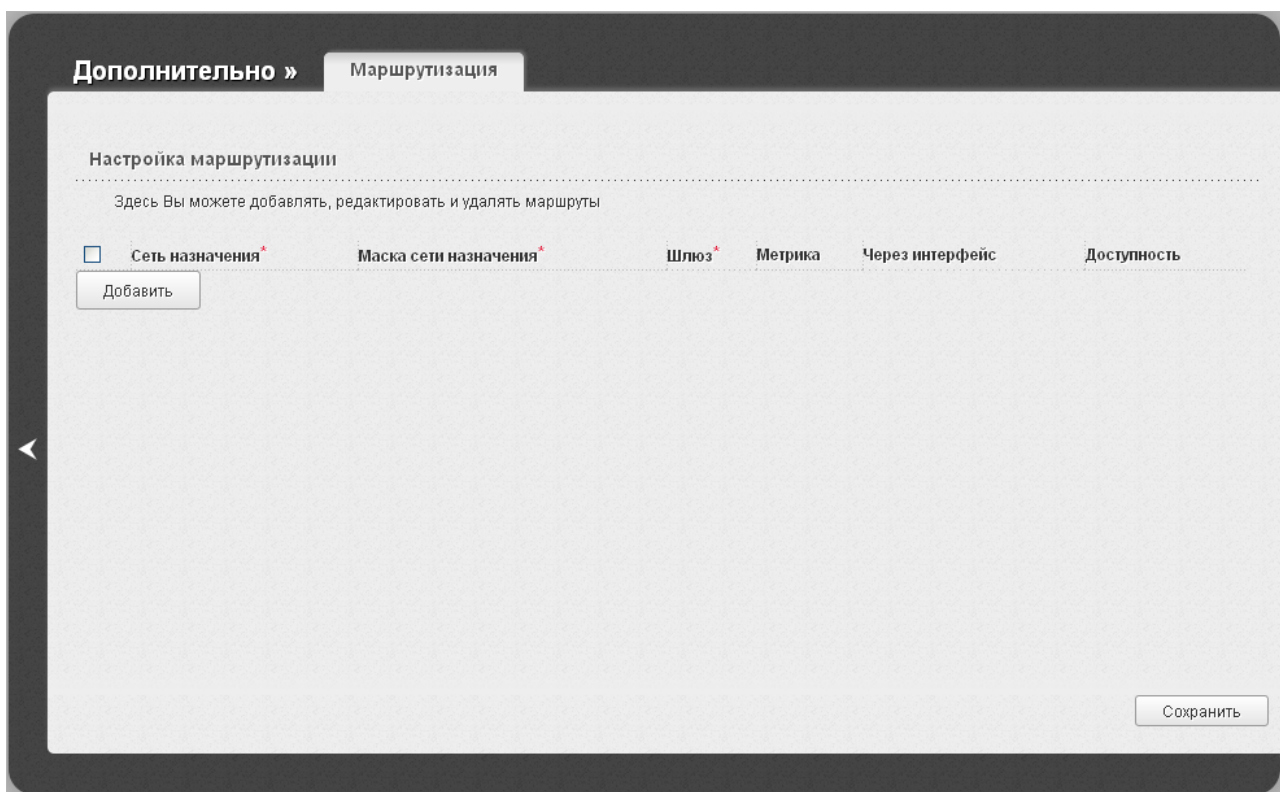 Дополнительно » Маршрутизация
Настройка маршрутизации
Здесь Вы можете добавлять, редактировать и удалять маршруты
Сеть назначения* Маска сети назначения* Шлюз* Метрика Через интерфейс Доступность
Добавить
Сохранить